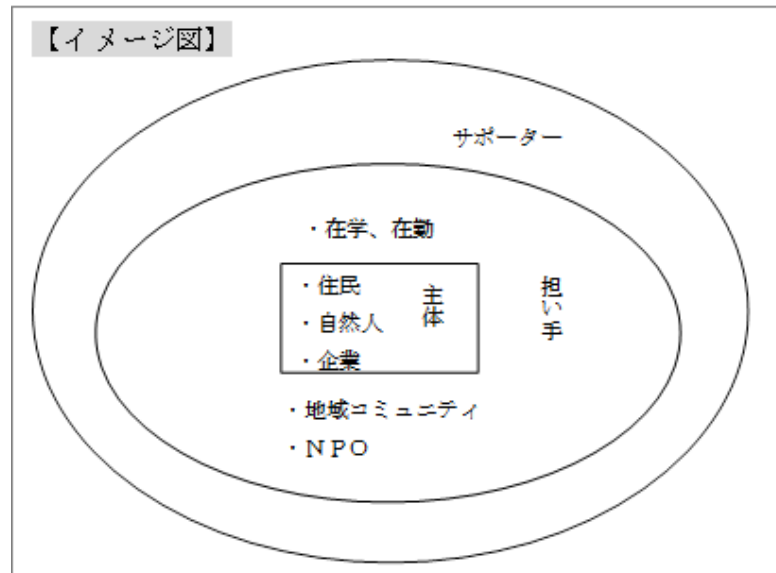 【イメージ図】
サポーター
・在学、在勤
・住民
・自然人
・企業
主体
担い手
・地域コミュニティ
・ＮＰＯ